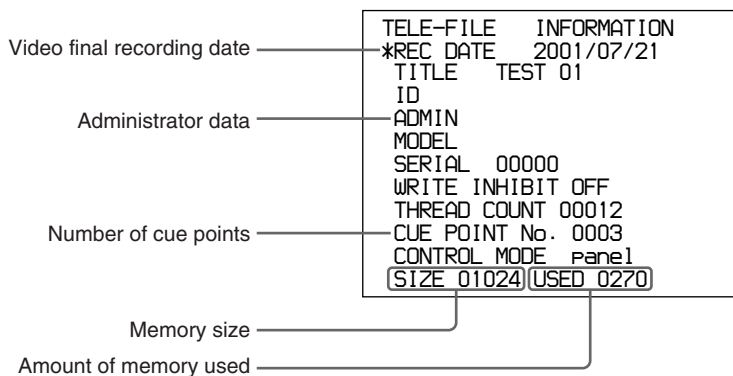 TELE-FILE INFORMATION
Video final recording date
*REC DATE 2001/07/21
TITLE TEST 01
ID
Administrator data
ADMIN
MODEL
SERIAL 00000
WRITE INHIBIT OFF
THREAD COUNT 00012
Number of cue points
CUE POINT No. 0003
CONTROL MODE panel
SIZE 01024 USED 0270
Memory size
Amount of memory used